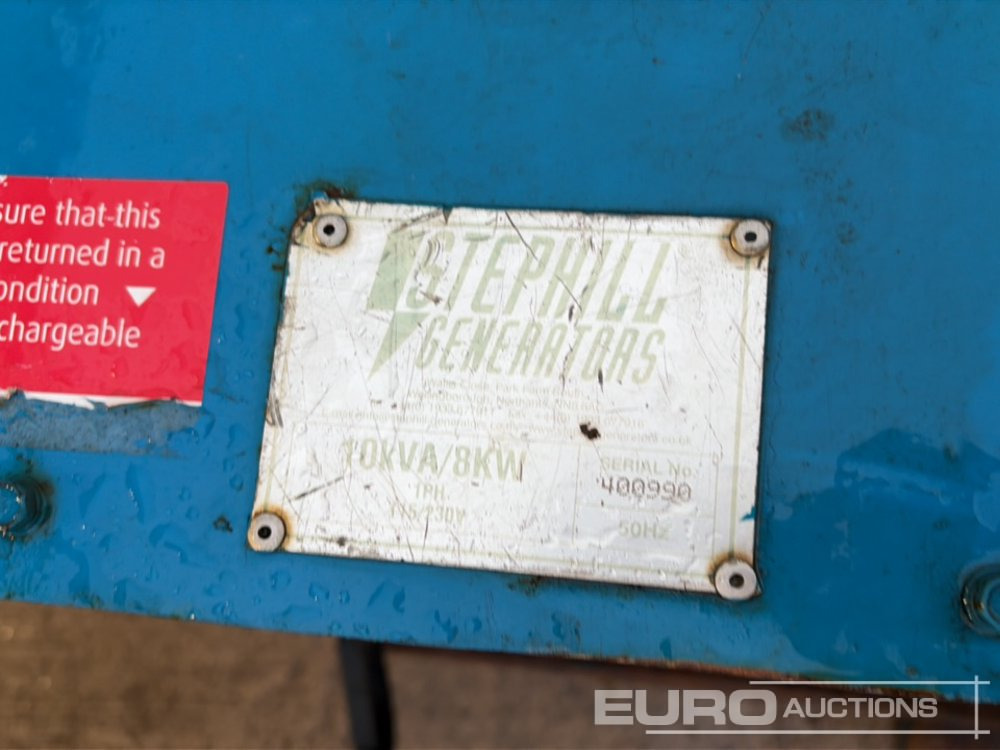 sure that this
returned in a
ondition
chargeable
STEPHILL
GENERATORS
10KVA/8KW
1PH
115/230V
SERIAL No.
400990
50Hz
EURO AUCTIONS